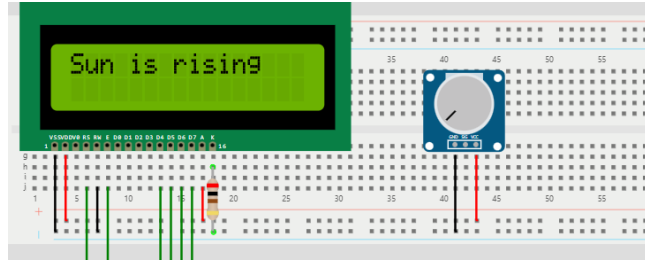 Sun is rising
35 40 45 50 55
VSS VDD V0 RS RW E D0 D1 D2 D3 D4 D5 D6 D7 A K
1 16
GND SIG VCC
g
h
i
j
1 5 10 15 20 25 30 35 40 45 50 55
+